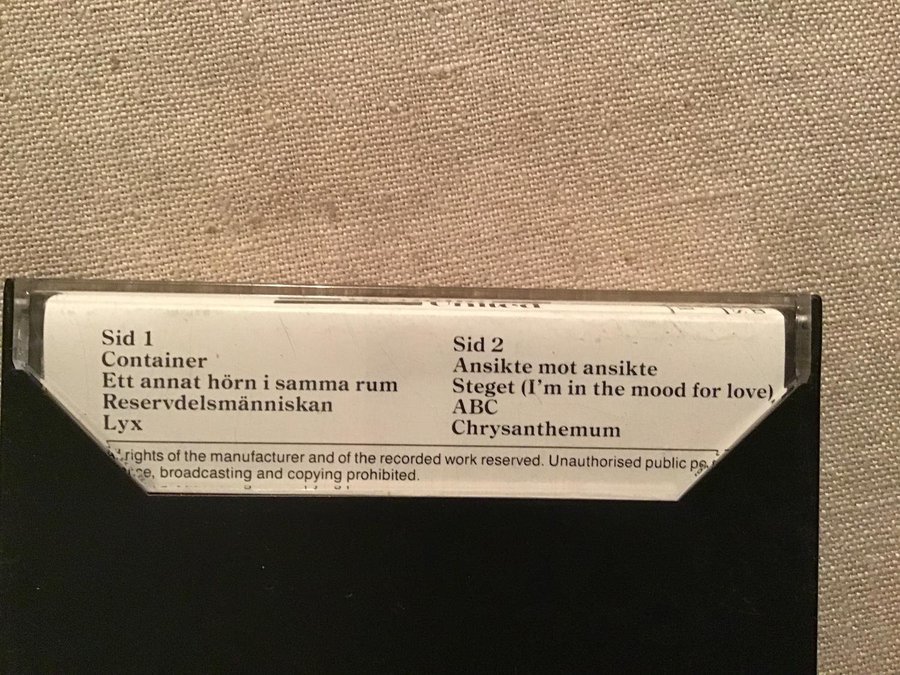 Sid 1
Container
Ett annat hörn i samma rum
Reservdelsmänniskan
Lyx
Sid 2
Ansikte mot ansikte
Steget (I'm in the mood for love)
ABC
Chrysanthemum
rights of the manufacturer and of the recorded work reserved. Unauthorised public
broadcasting and copying prohibited.